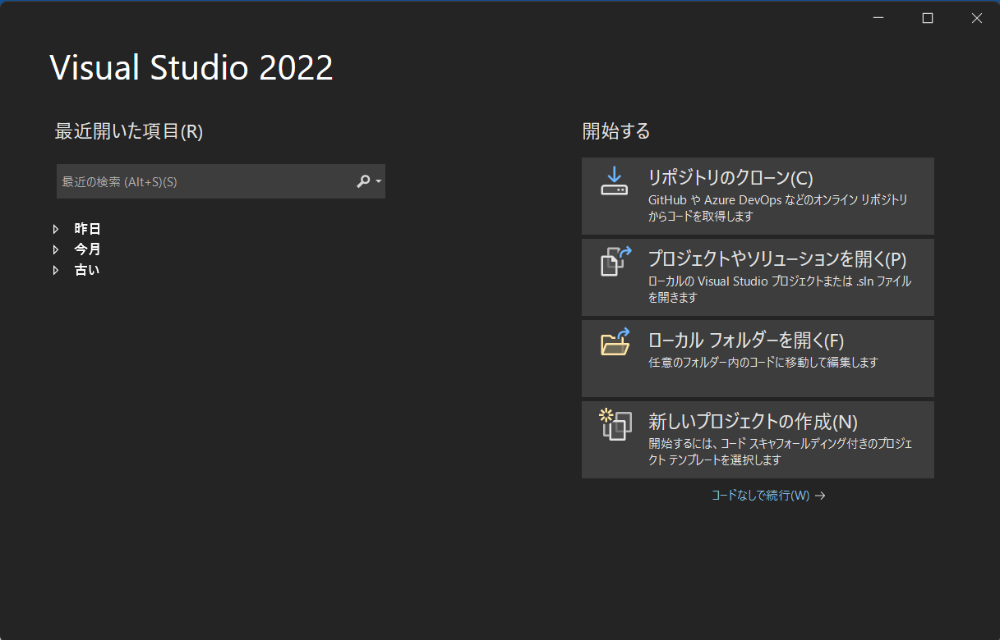 Visual Studio 2022
最近開いた項目(R)
最近の検索 (Alt+S)(S)
昨日
今月
古い
開始する
リポジトリのクローン(C)
GitHub や Azure DevOps などのオンライン リポジトリ
からコードを取得します
プロジェクトやソリューションを開く(P)
ローカルの Visual Studio プロジェクトまたは .sln ファイル
を開きます
ローカル フォルダーを開く(F)
任意のフォルダー内のコードに移動して編集します
新しいプロジェクトの作成(N)
開始するには、コード スキャフォールディング付きのプロジェ
クト テンプレートを選択します
コードなしで続行(W) →